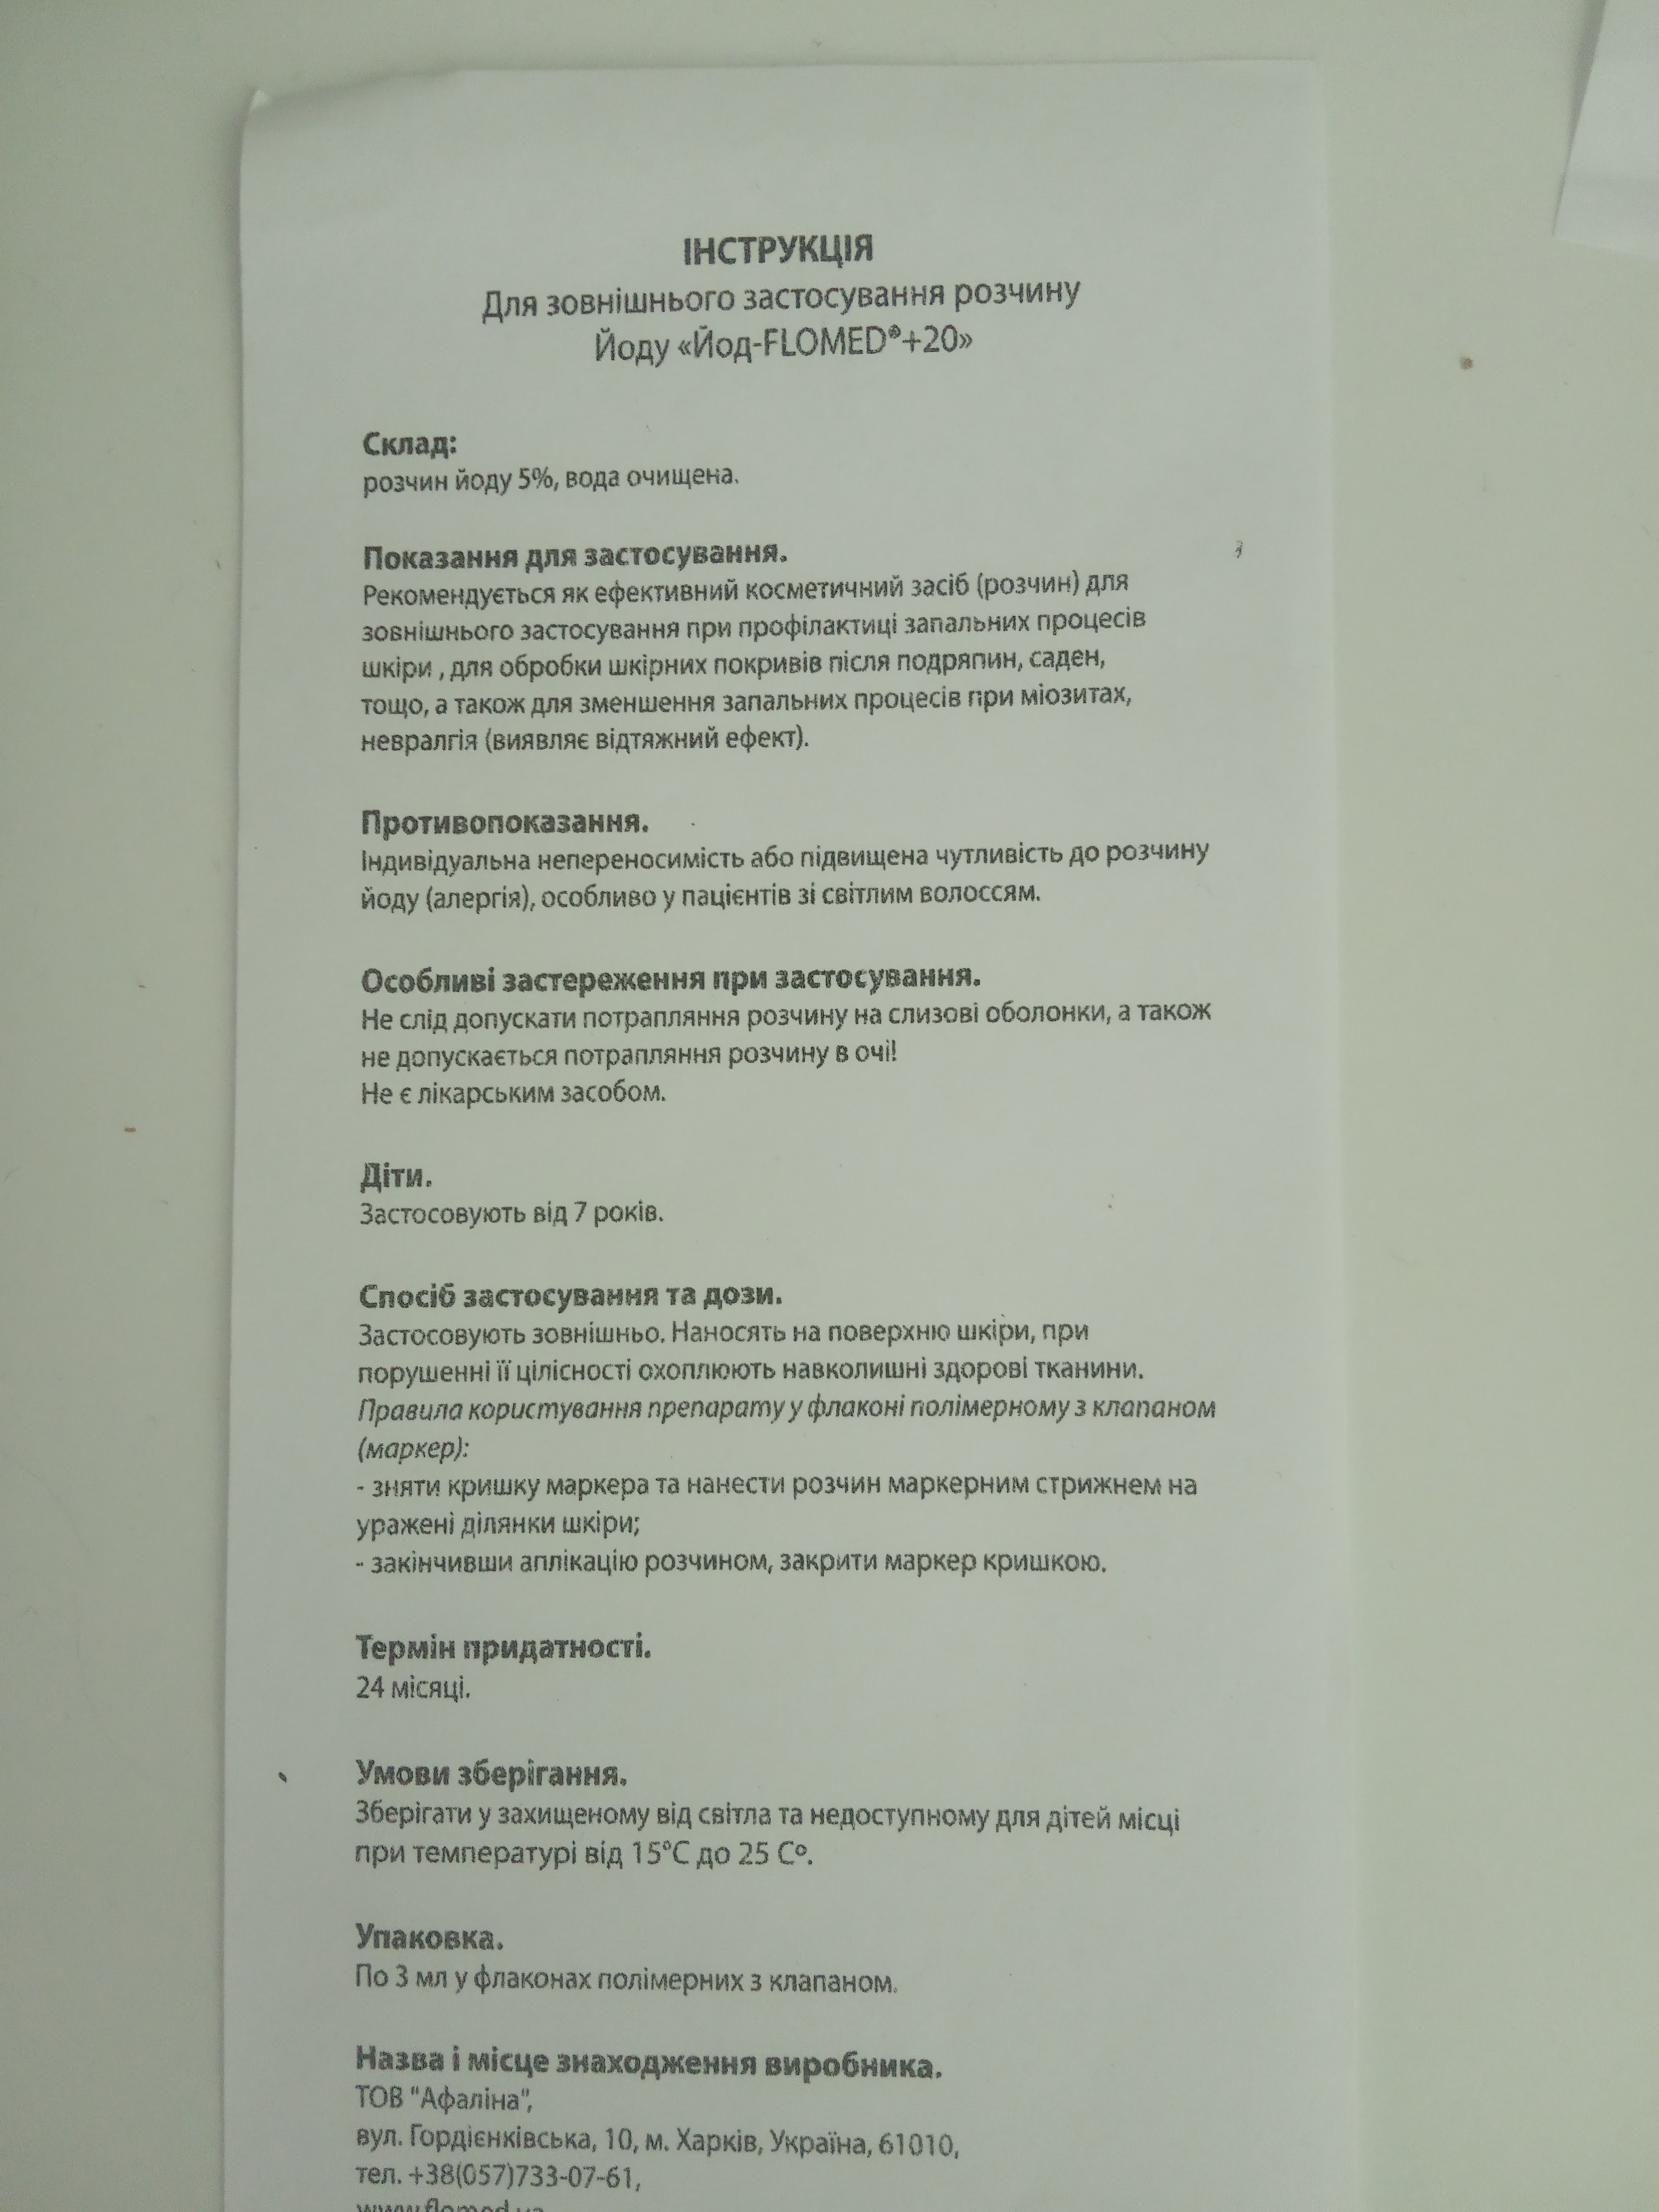 ІНСТРУКЦІЯ
Для зовнішнього застосування розчину
Йоду «Йод-FLOMED®+20»
Склад:
розчин йоду 5%, вода очищена.
Показання для застосування.
Рекомендується як ефективний косметичний засіб (розчин) для
зовнішнього застосування при профілактиці запальних процесів
шкіри , для обробки шкірних покривів після подряпин, саден,
тощо, а також для зменшення запальних процесів при міозитах,
невралгія (виявляє відтяжний ефект).
Противопоказання.
Індивідуальна непереносимість або підвищена чутливість до розчину
йоду (алергія), особливо у пацієнтів зі світлим волоссям.
Особливі застереження при застосування.
Не слід допускати потрапляння розчину на слизові оболонки, а також
не допускається потрапляння розчину в очі!
Не є лікарським засобом.
Діти.
Застосовують від 7 років.
Спосіб застосування та дози.
Застосовують зовнішньо. Наносять на поверхню шкіри, при
порушенні її цілісності охоплюють навколишні здорові тканини.
Правила користування препарату у флаконі полімерному з клапаном
(маркер):
- зняти кришку маркера та нанести розчин маркерним стрижнем на
уражені ділянки шкіри;
- закінчивши аплікацію розчином, закрити маркер кришкою.
Термін придатності.
24 місяці.
Умови зберігання.
Зберігати у захищеному від світла та недоступному для дітей місці
при температурі від 15°С до 25 Сº.
Упаковка.
По 3 мл у флаконах полімерних з клапаном.
Назва і місце знаходження виробника.
ТОВ "Афаліна",
вул. Гордієнківська, 10, м. Харків, Україна, 61010,
тел. +38(057)733-07-61,
www.flomed.ua